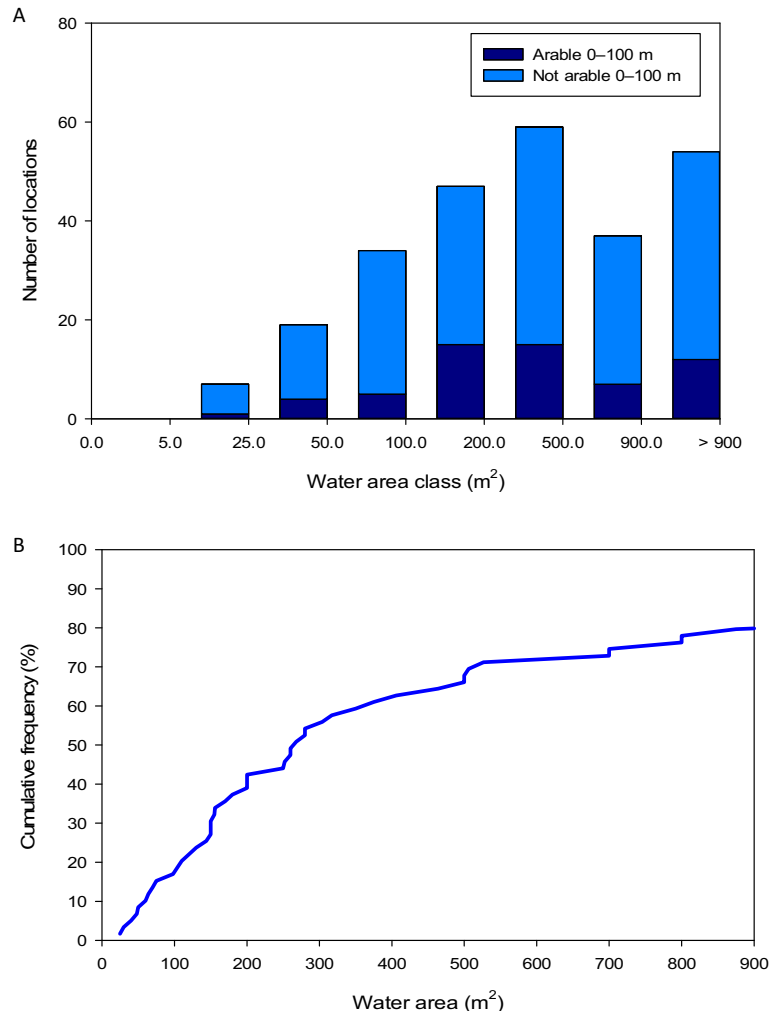 A
80
60
40
20
0
Number of locations
Arable 0–100 m
Not arable 0–100 m
0.0 5.0 25.0 50.0 100.0 200.0 500.0 900.0 > 900
Water area class (m²)
B
100
90
80
70
60
50
40
30
20
10
0
Cumulative frequency (%)
0 100 200 300 400 500 600 700 800 900
Water area (m²)